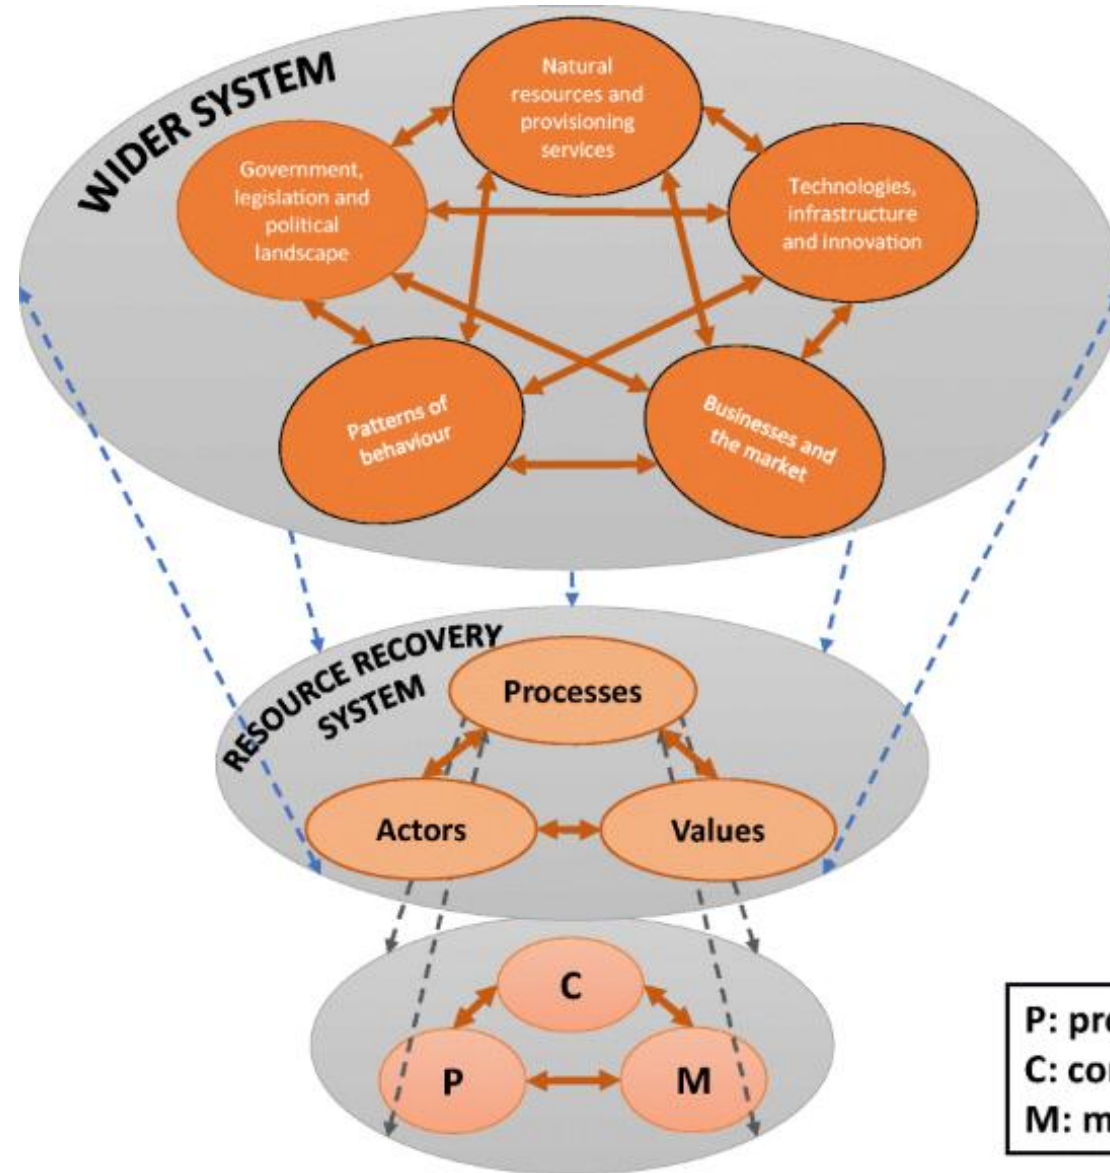 WIDER SYSTEM
Natural
resources and
provisioning
services
Government,
legislation and
political
landscape
Technologies,
infrastructure
and innovation
Patterns of
behaviour
Businesses and
the market
RESOURCE RECOVERY
SYSTEM
Processes
Actors
Values
C
P
M
P: pr
C: co
M: m